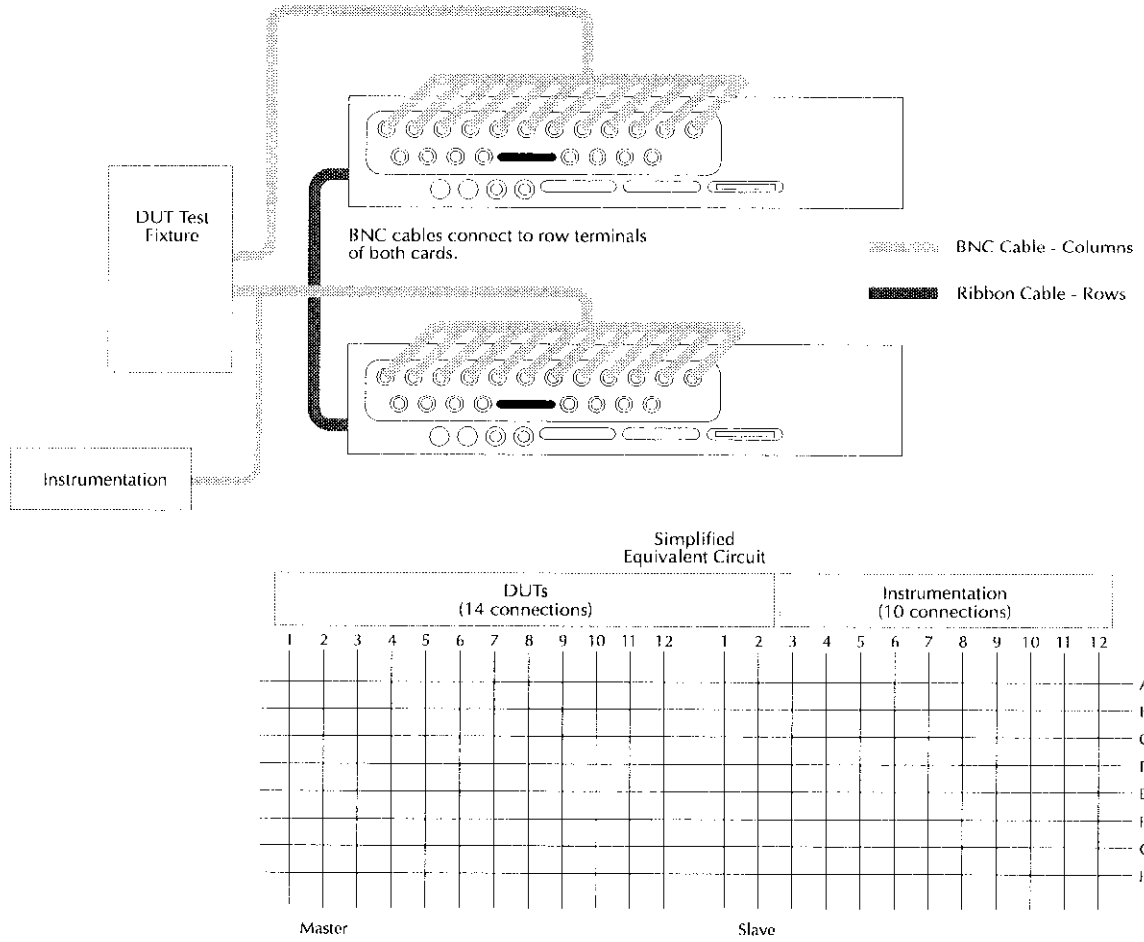 DUT Test
Fixture
BNC cables connect to row terminals
of both cards.
BNC Cable - Columns
Ribbon Cable - Rows
Instrumentation
Simplified
Equivalent Circuit
DUTs
(14 connections)
Instrumentation
(10 connections)
1 2 3 4 5 6 7 8 9 10 11 12 1 2 3 4 5 6 7 8 9 10 11 12
A
E
Master
Slave